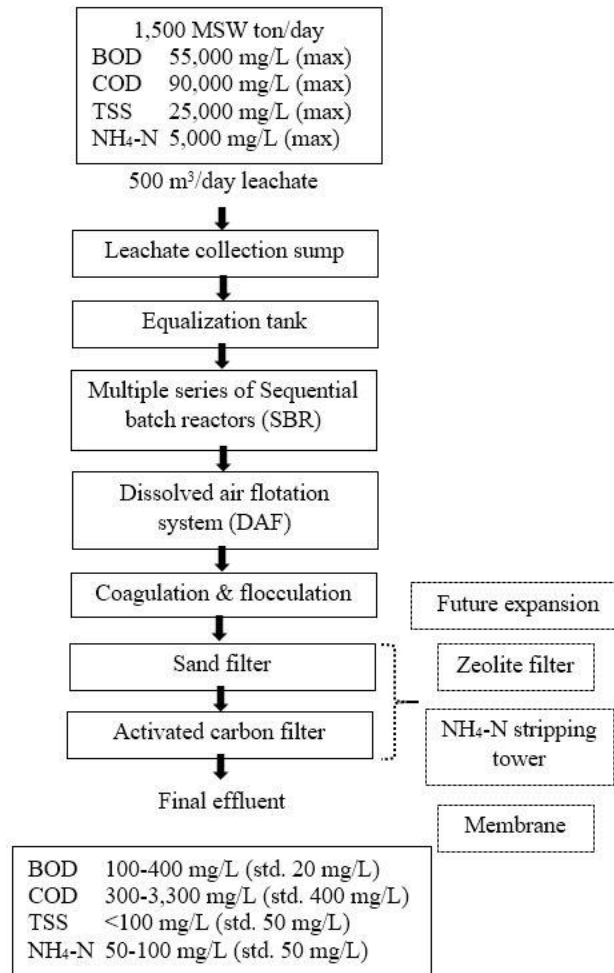 1,500 MSW ton/day
BOD 55,000 mg/L (max)
COD 90,000 mg/L (max)
TSS 25,000 mg/L (max)
NH₄-N 5,000 mg/L (max)
500 m³/day leachate
Leachate collection sump
Equalization tank
Multiple series of Sequential
batch reactors (SBR)
Dissolved air flotation
system (DAF)
Coagulation & flocculation
Future expansion
Sand filter
Zeolite filter
Activated carbon filter
NH₄-N stripping
tower
Final effluent
Membrane
BOD 100-400 mg/L (std. 20 mg/L)
COD 300-3,300 mg/L (std. 400 mg/L)
TSS <100 mg/L (std. 50 mg/L)
NH₄-N 50-100 mg/L (std. 50 mg/L)